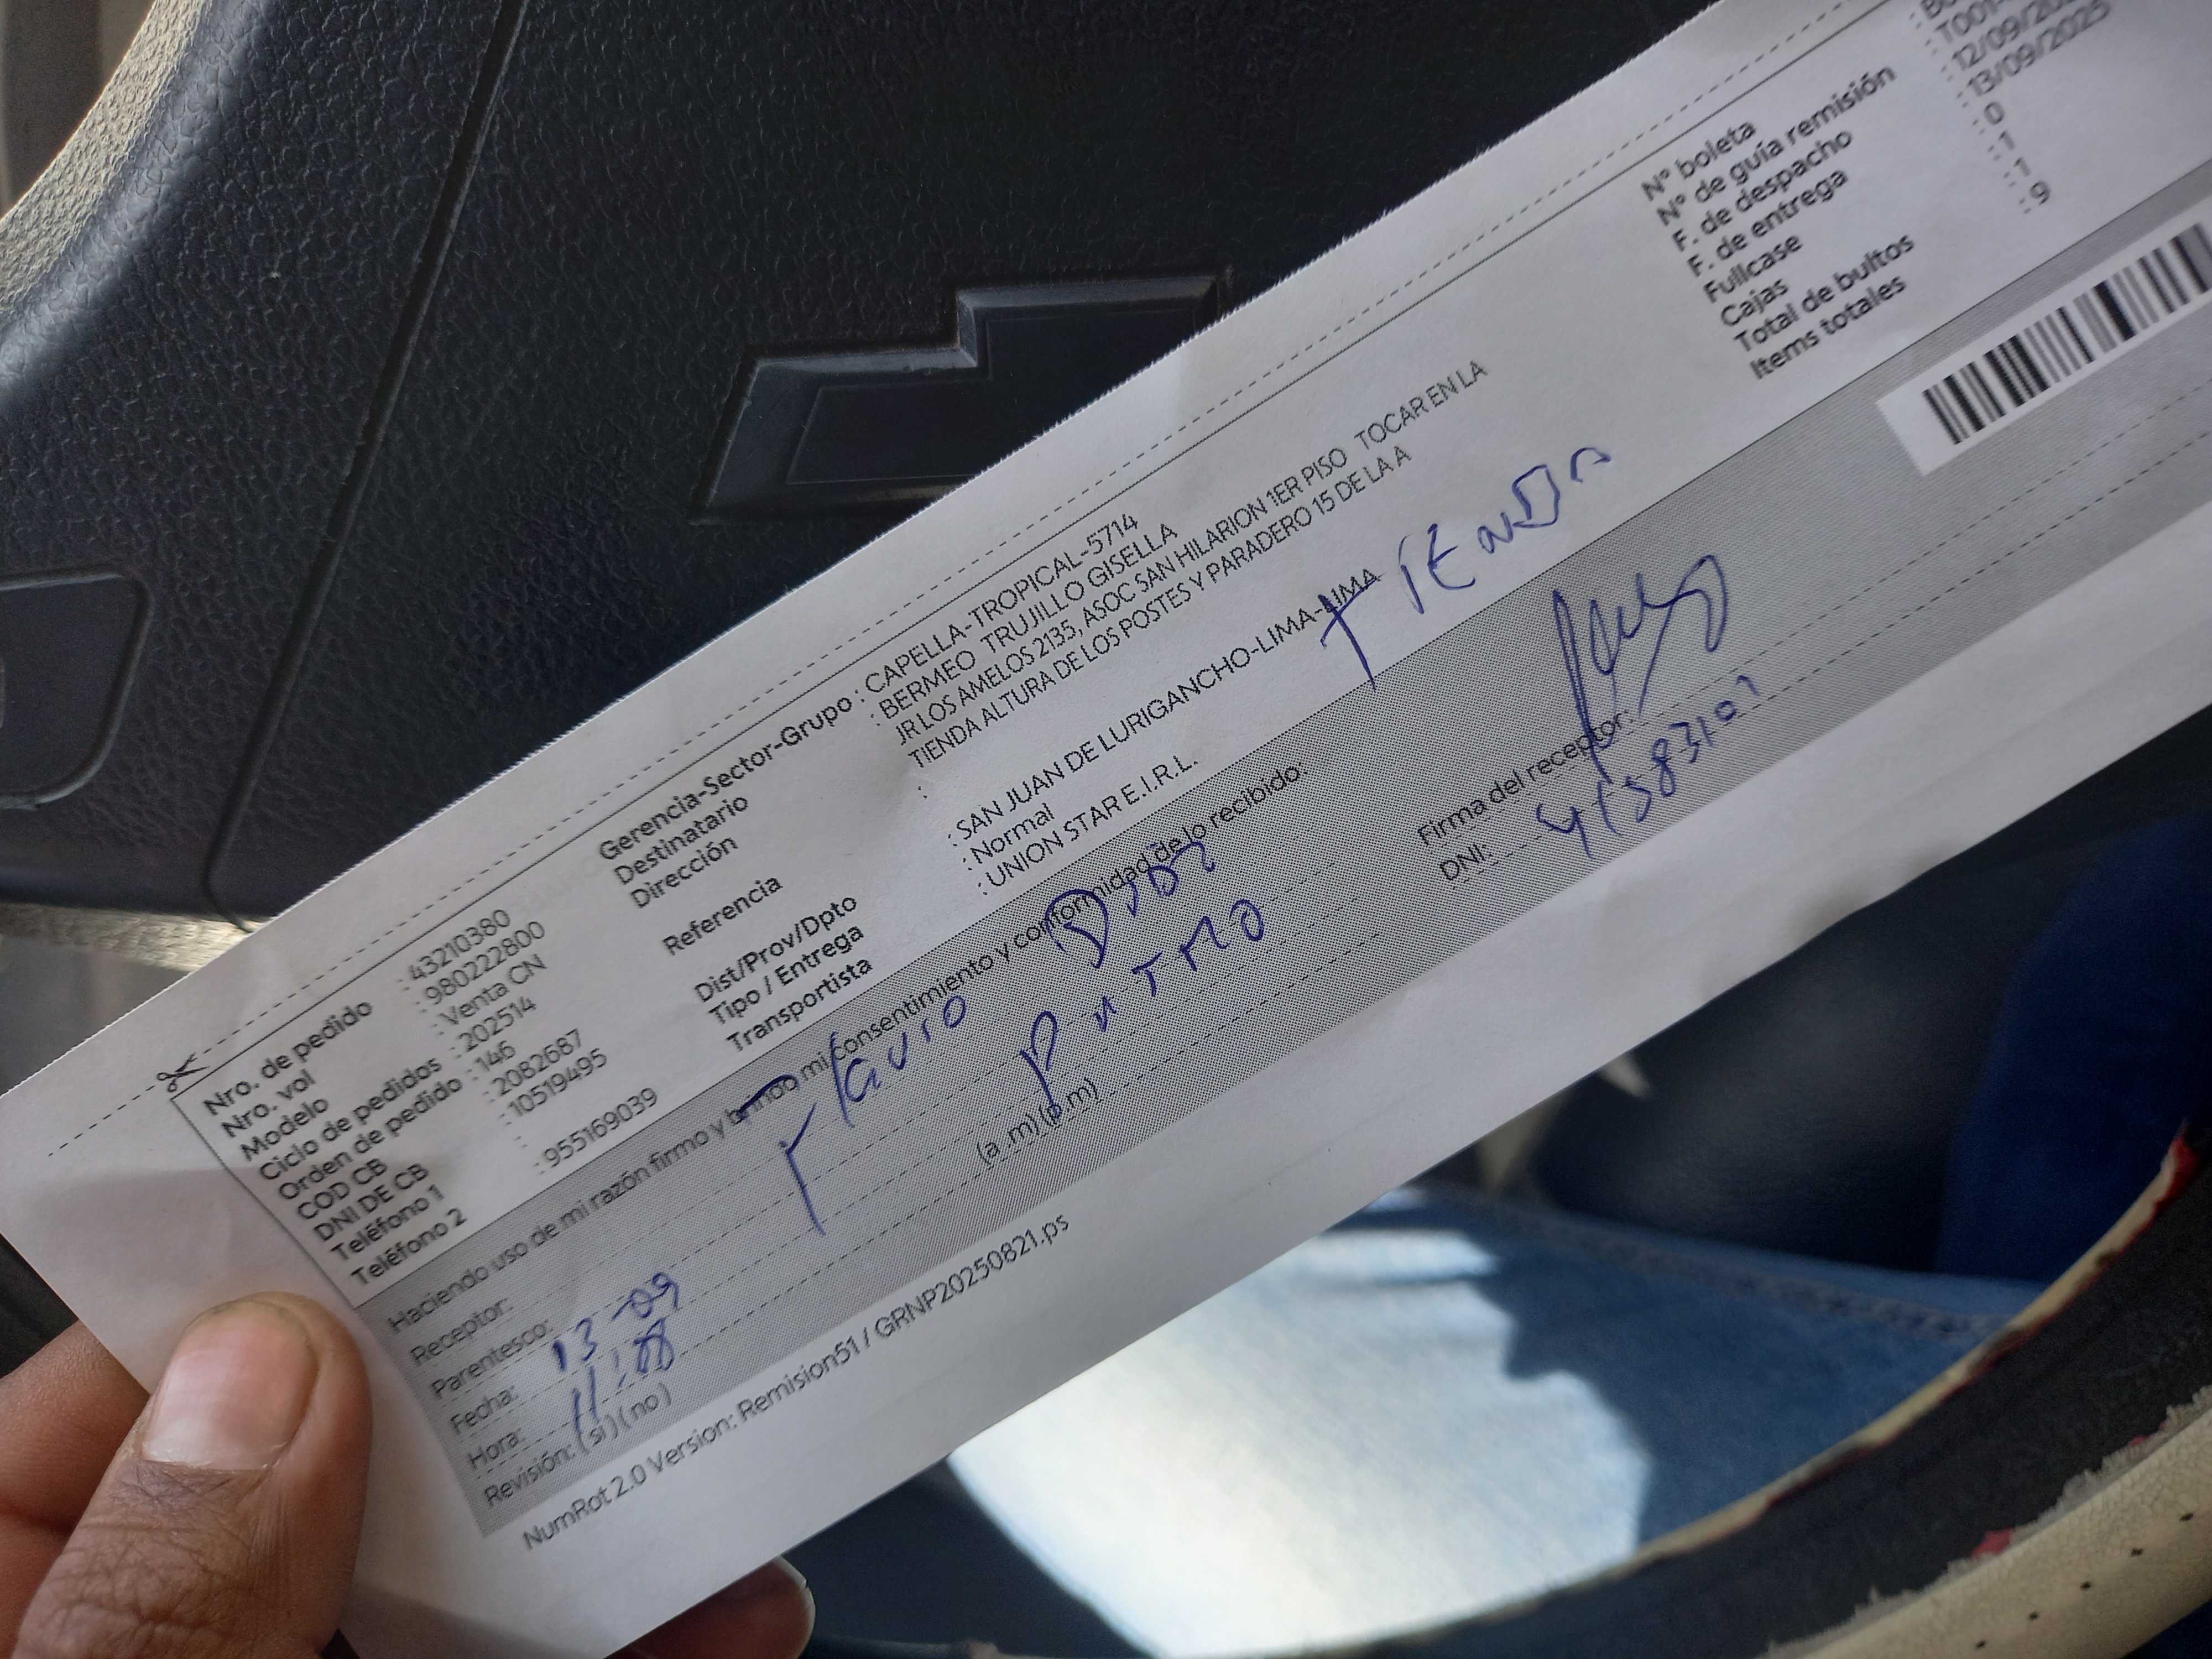 Nro. de pedido : 43210380
Nro. vol : 980222800
Modelo : Venta CN
Ciclo de pedidos : 202514
Orden de pedido : 146
COD CB : 2082687
DNI DE CB : 10519495
Teléfono 1 :
Teléfono 2 : 955169039
Gerencia-Sector-Grupo : CAPELLA-TROPICAL-5714
Destinatario : BERMEO TRUJILLO GISELLA
Dirección : JR LOS AMELOS 2135, ASOC SAN HILARION 1ER PISO TOCAR EN LA
TIENDA ALTURA DE LOS POSTES Y PARADERO 15 DE LA A
Referencia :
Dist/Prov/Dpto : SAN JUAN DE LURIGANCHO-LIMA-LIMA
Tipo / Entrega : Normal
Transportista : UNION STAR E.I.R.L.
N° boleta
N° de guía remisión : T001
F. de despacho : 12/09/20
F. de entrega : 13/09/2025
Fullcase : 0
Cajas : 1
Total de bultos : 1
Items totales : 9
TIENDA
Haciendo uso de mi razón firmo y brindo mi consentimiento y conformidad de lo recibido:
Receptor: Flavio
Parentesco:
Fecha: 13-09
Hora: 11:08 (a.m) (p.m)
Revisión: (si) (no)
Firma del receptor:
DNI:
NumRot 2.0 Version: Remision51 / GRNP20250821.ps